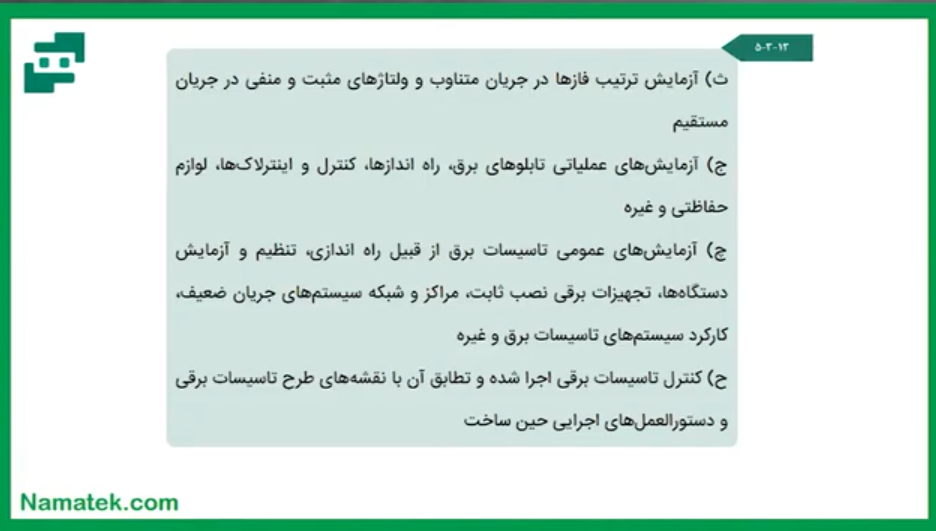 ۵-۲-۱۳
ث) آزمایش ترتیب فازها در جریان متناوب و ولتاژهای مثبت و منفی در جریان
مستقیم
ج) آزمایش‌های عملیاتی تابلوهای برق، راه اندازها، کنترل و اینترلاک‌ها، لوازم
حفاظتی و غیره
چ) آزمایش‌های عمومی تاسیسات برق از قبیل راه اندازی، تنظیم و آزمایش
دستگاه‌ها، تجهیزات برقی نصب ثابت، مراکز و شبکه سیستم‌های جریان ضعیف،
کارکرد سیستم‌های تاسیسات برق و غیره
ح) کنترل تاسیسات برقی اجرا شده و تطابق آن با نقشه‌های طرح تاسیسات برقی
و دستورالعمل‌های اجرایی حین ساخت
Namatek.com